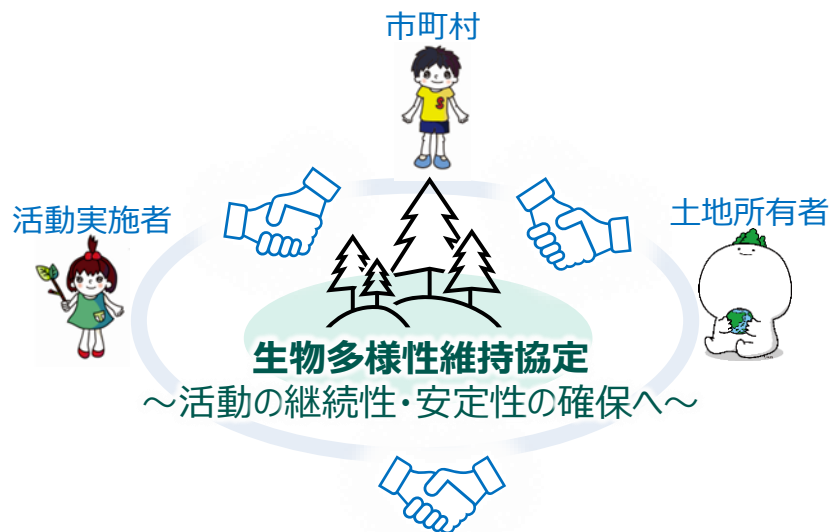 市町村
活動実施者
土地所有者
S
生物多様性維持協定
～活動の継続性・安定性の確保へ～